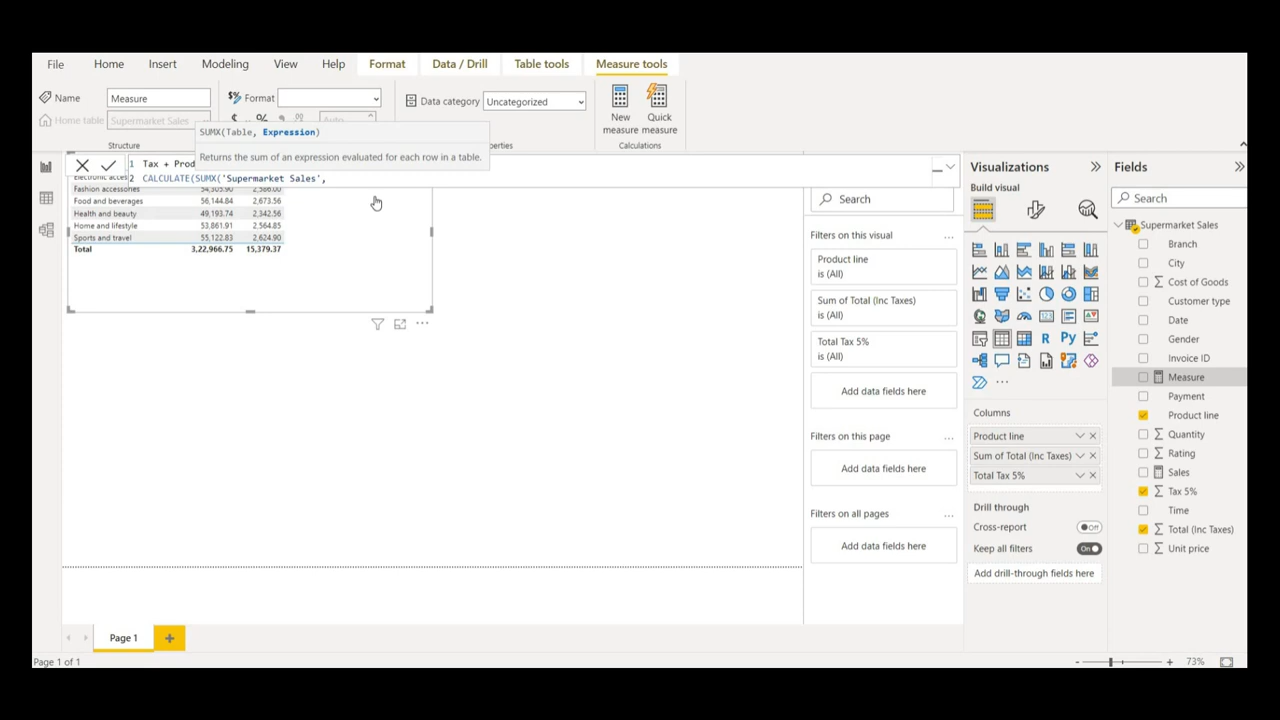 File Home Insert Modeling View Help Format Data / Drill Table tools Measure tools
Name Measure Format Data category Uncategorized New measure Quick measure
Home table Supermarket Sales $ % Auto
SUMX(Table, Expression)
Structure Calculations
Returns the sum of an expression evaluated for each row in a table.
1 Tax + Prod
2 CALCULATE(SUMX('Supermarket Sales',
Fashion accessories 54,305.90 2,586.00
Food and beverages 56,144.84 2,673.56
Health and beauty 49,193.74 2,342.56
Home and lifestyle 53,861.91 2,564.85
Sports and travel 55,122.83 2,624.90
Total 3,22,966.75 15,379.37
Search
Filters on this visual ...
Product line
is (All)
Sum of Total (Inc Taxes)
is (All)
Total Tax 5%
is (All)
Add data fields here
Filters on this page ...
Add data fields here
Filters on all pages ...
Add data fields here
Visualizations
Build visual
R Py
...
Columns
Product line
Sum of Total (Inc Taxes)
Total Tax 5%
Drill through
Cross-report Off
Keep all filters On
Add drill-through fields here
Fields
Search
Supermarket Sales
Branch
City
Cost of Goods
Customer type
Date
Gender
Invoice ID
Measure
Payment
Product line
Quantity
Rating
Sales
Tax 5%
Time
Total (Inc Taxes)
Unit price
Page 1 +
Page 1 of 1 - + 73%